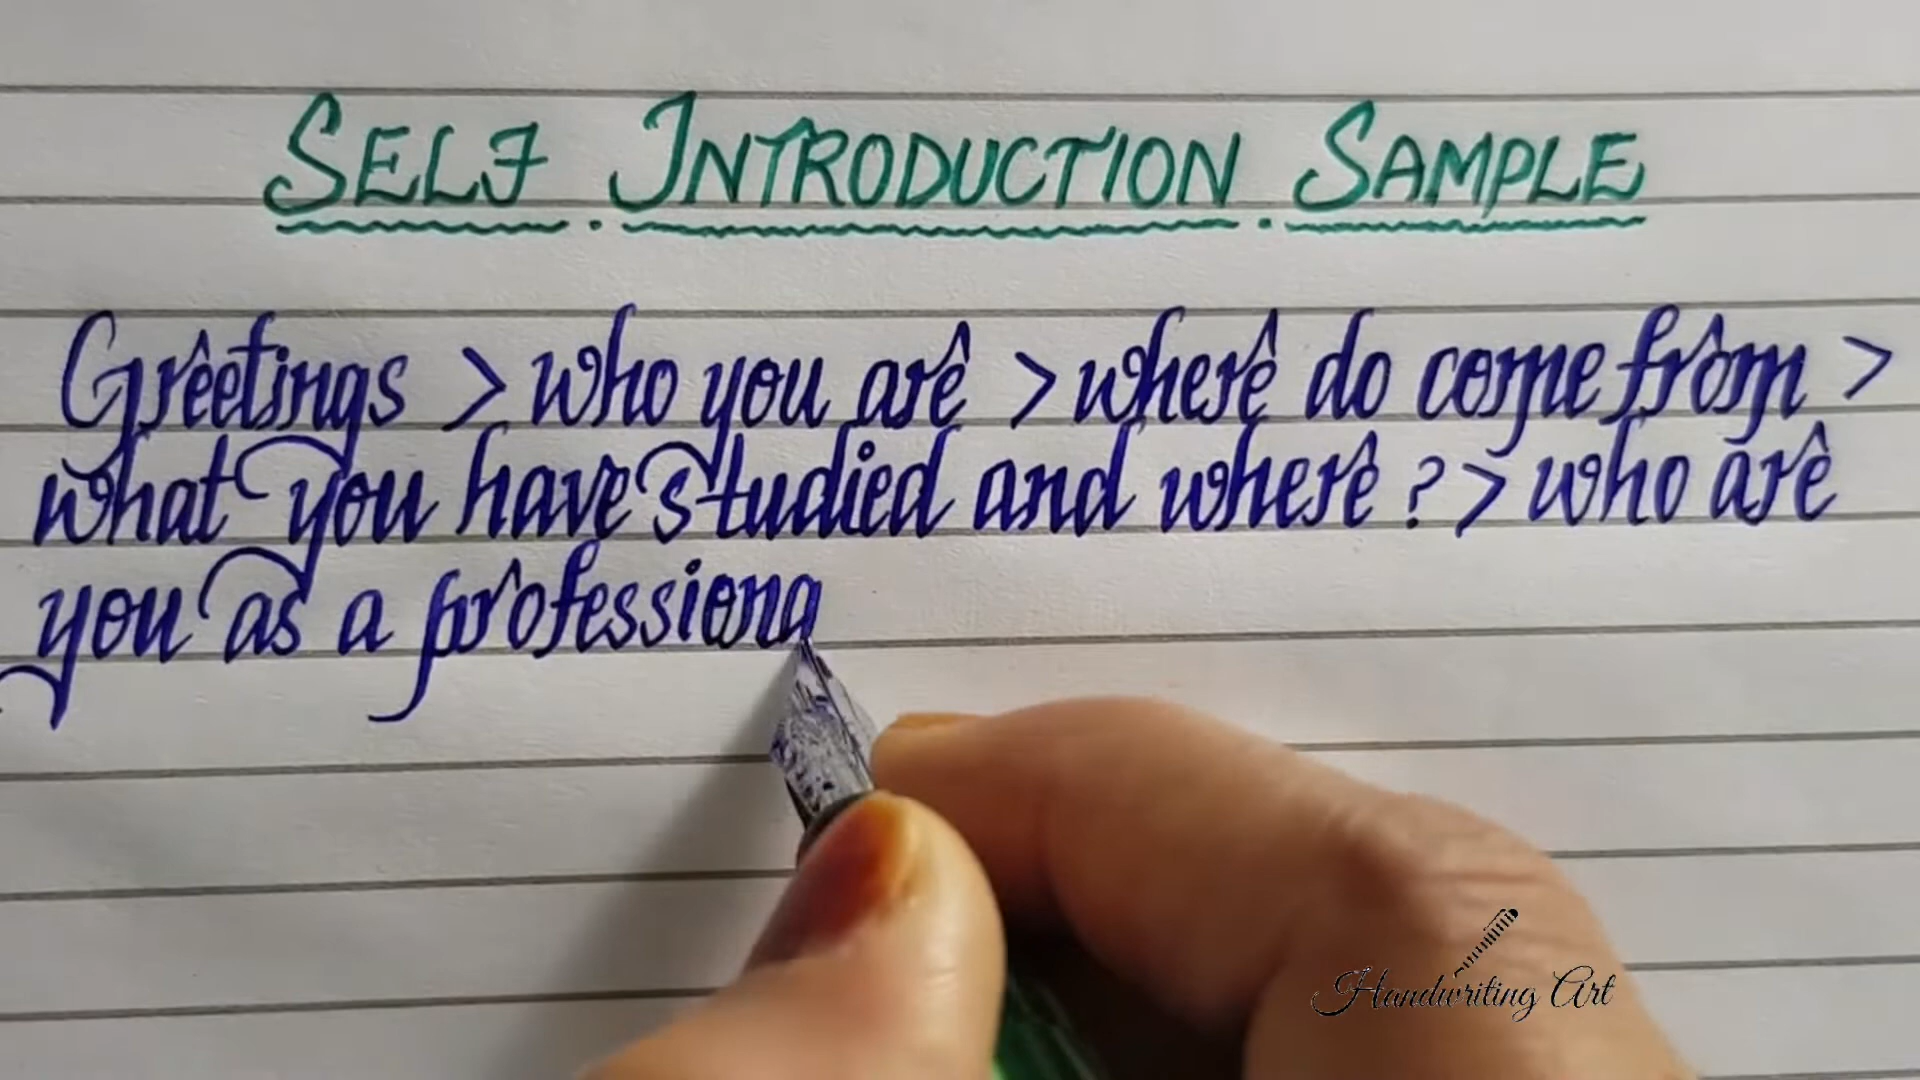 SELF INTRODUCTION SAMPLE
Greetings > who you are > where do come from >
what you have studied and where ? > who are
you as a professiona
Handwriting Art